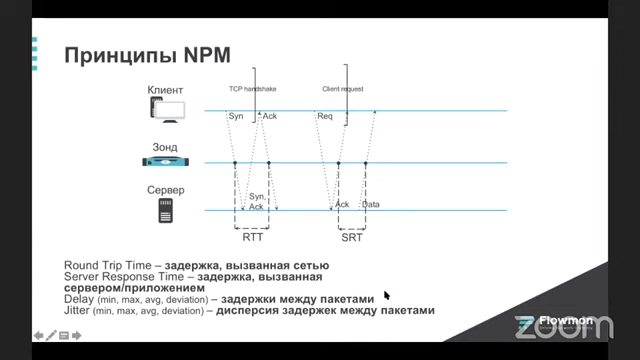 Принципы NPM
Клиент
TCP handshake
Client request
Syn
Ack
Req
Зонд
Сервер
Syn,
Ack
Ack
Data
RTT
SRT
Round Trip Time – задержка, вызванная сетью
Server Response Time – задержка, вызванная
сервером/приложением
Delay (min, max, avg, deviation) – задержки между пакетами
Jitter (min, max, avg, deviation) – дисперсия задержек между пакетами
Flowmon
zoom